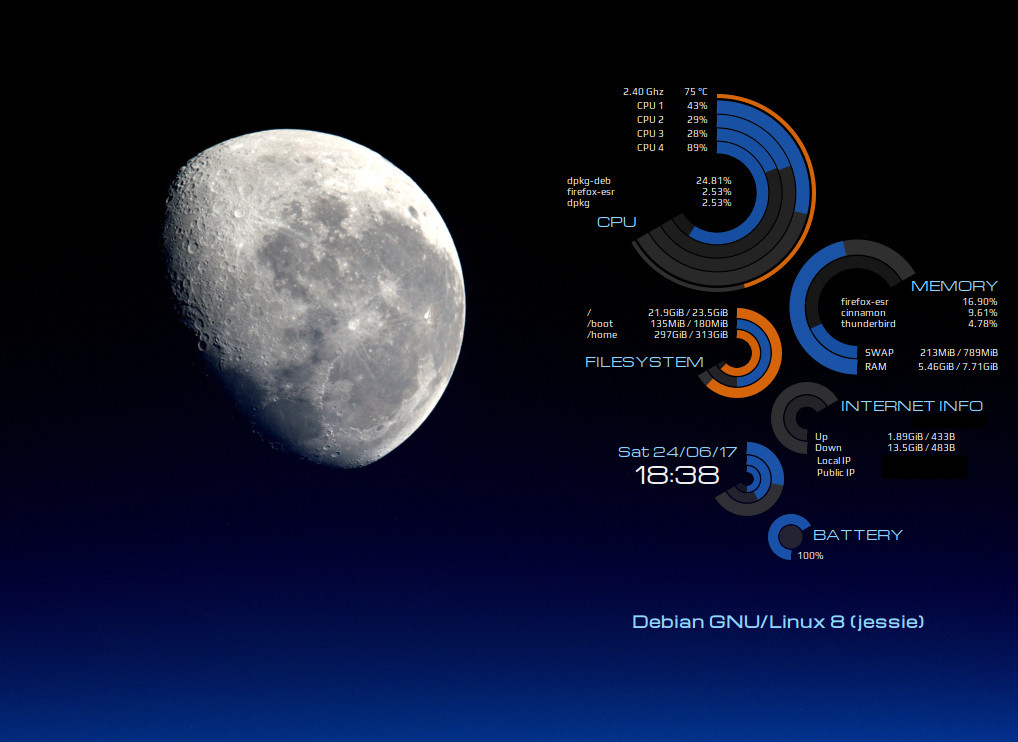 2.40 Ghz 75 °C
CPU 1 43%
CPU 2 29%
CPU 3 28%
CPU 4 89%
dpkg-deb 24.81%
firefox-esr 2.53%
dpkg 2.53%
CPU
MEMORY
firefox-esr 16.90%
cinnamon 9.61%
thunderbird 4.78%
SWAP 213MiB / 789MiB
RAM 5.46GiB / 7.71GiB
/ 21.9GiB / 23.5GiB
/boot 135MiB / 180MiB
/home 297GiB / 313GiB
FILESYSTEM
INTERNET INFO
Up 1.89GiB / 433B
Down 13.5GiB / 483B
Local IP
Public IP
Sat 24/06/17
18:38
BATTERY
100%
Debian GNU/Linux 8 (jessie)